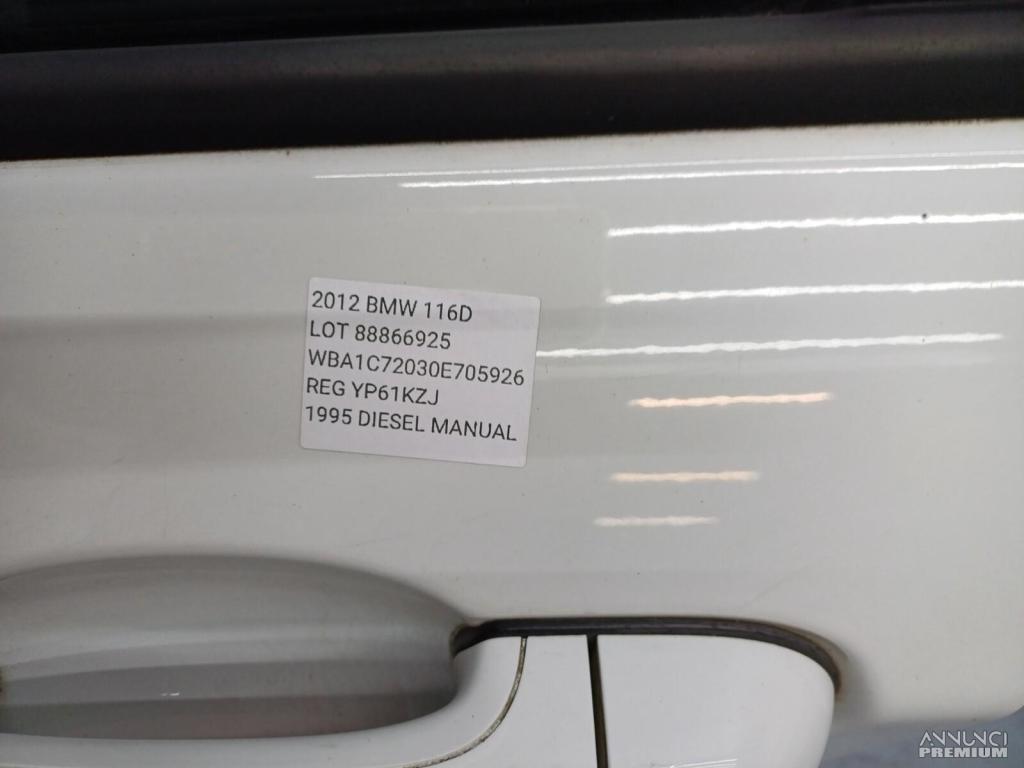 2012 BMW 116D
LOT 88866925
WBA1C72030E705926
REG YP61KZJ
1995 DIESEL MANUAL
ANNUNCI
PREMIUM